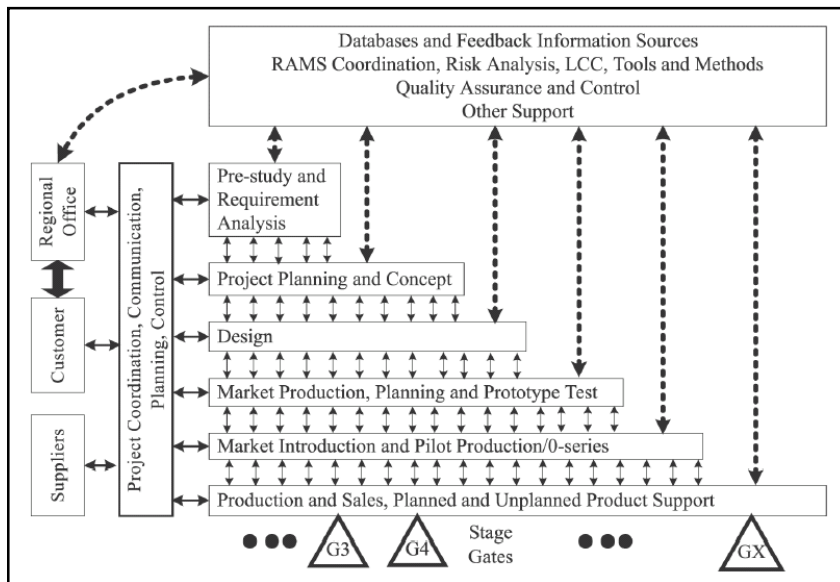 Databases and Feedback Information Sources
RAMS Coordination, Risk Analysis, LCC, Tools and Methods
Quality Assurance and Control
Other Support
Regional
Office
Customer
Suppliers
Project Coordination, Communication,
Planning, Control
Pre-study and
Requirement
Analysis
Project Planning and Concept
Design
Market Production, Planning and Prototype Test
Market Introduction and Pilot Production/0-series
Production and Sales, Planned and Unplanned Product Support
G3
G4
Stage
Gates
GX